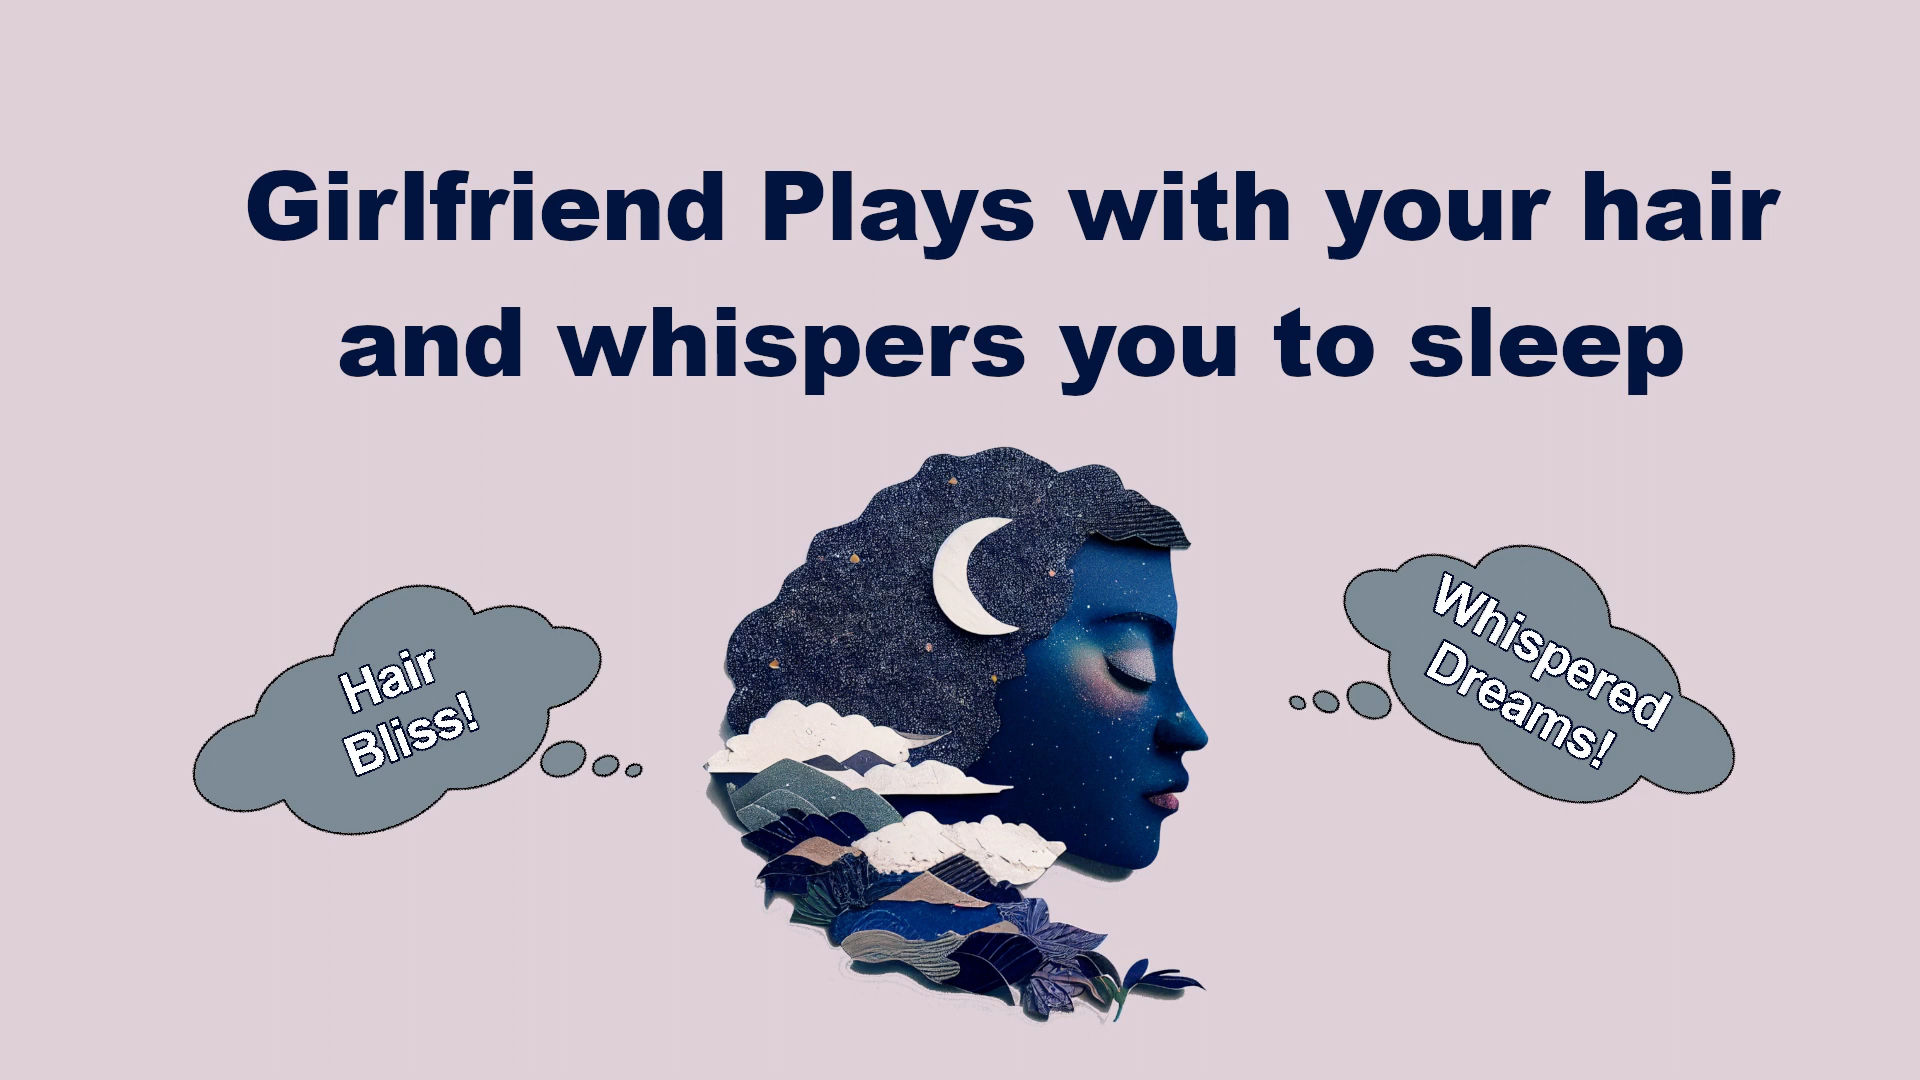 Girlfriend Plays with your hair
and whispers you to sleep
Hair
Bliss!
Whispered
Dreams!